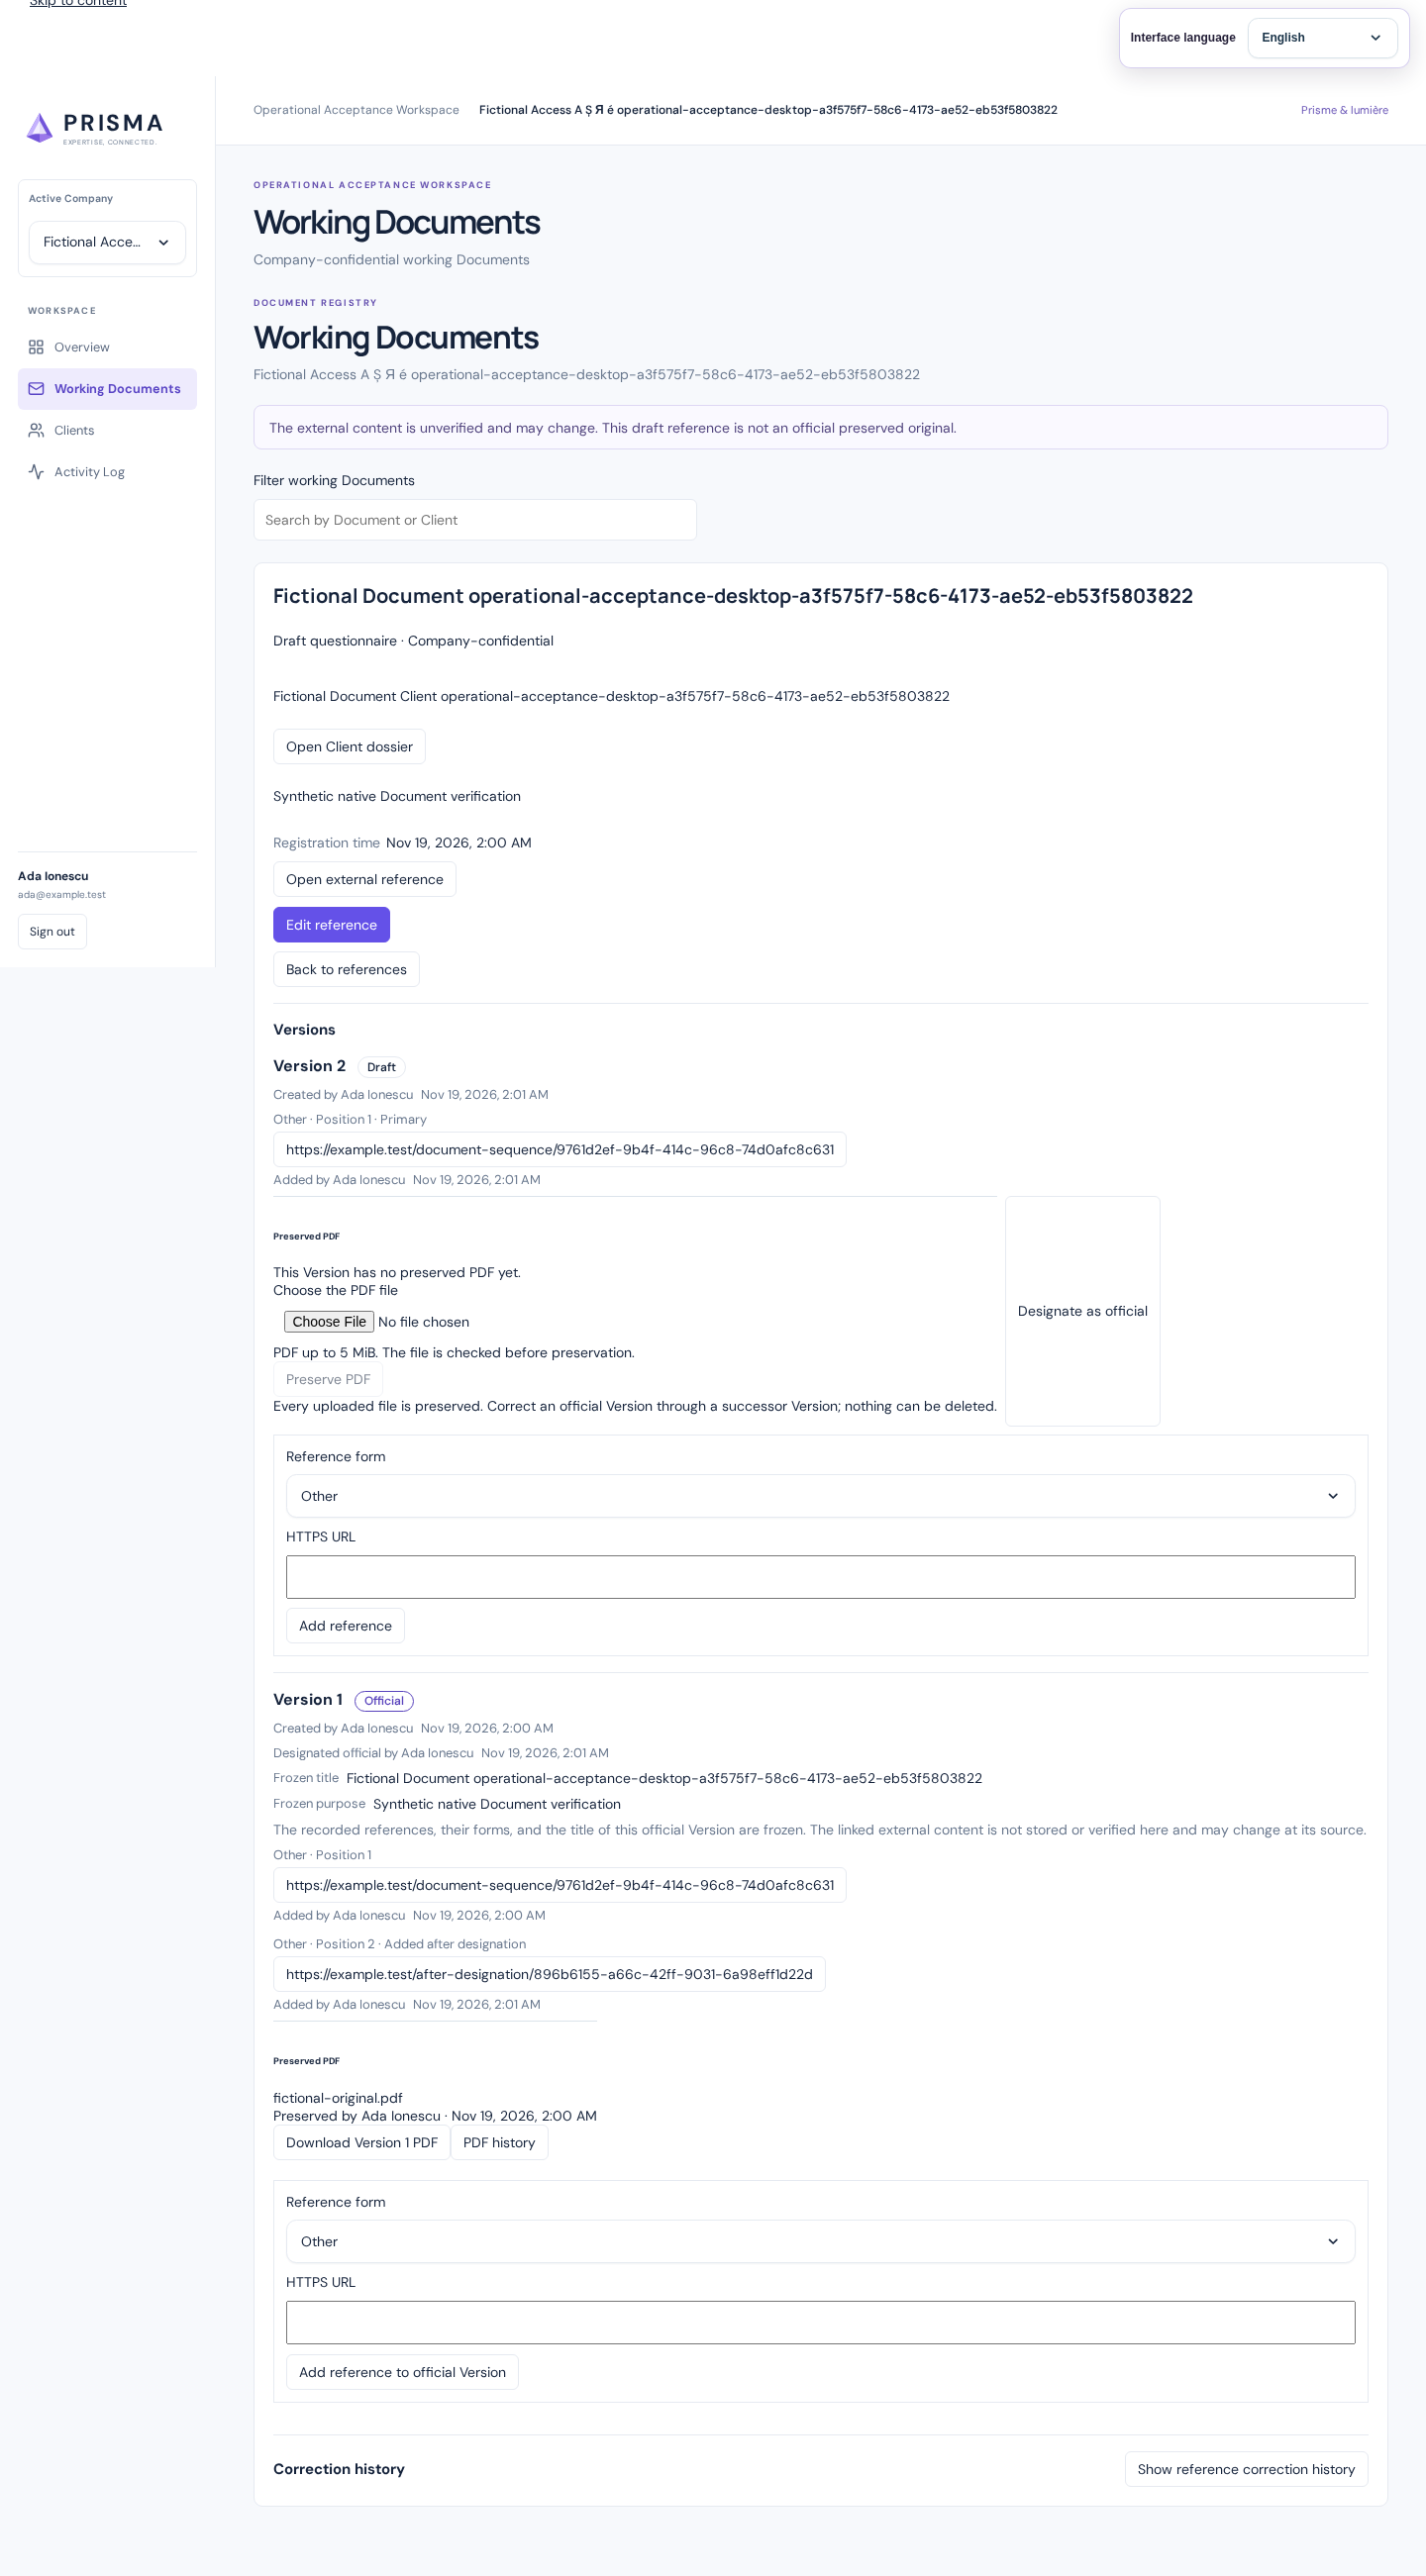 Skip to content
Interface language
English
PRISMA
EXPERTISE, CONNECTED.
Operational Acceptance Workspace
Fictional Access A Ș Я é operational-acceptance-desktop-a3f575f7-58c6-4173-ae52-eb53f5803822
Prisme & lumière
Active Company
Fictional Acce...
WORKSPACE
Overview
Working Documents
Clients
Activity Log
Ada Ionescu
ada@example.test
Sign out
OPERATIONAL ACCEPTANCE WORKSPACE
Working Documents
Company-confidential working Documents
DOCUMENT REGISTRY
Working Documents
Fictional Access A Ș Я é operational-acceptance-desktop-a3f575f7-58c6-4173-ae52-eb53f5803822
The external content is unverified and may change. This draft reference is not an official preserved original.
Filter working Documents
Search by Document or Client
Fictional Document operational-acceptance-desktop-a3f575f7-58c6-4173-ae52-eb53f5803822
Draft questionnaire · Company-confidential
Fictional Document Client operational-acceptance-desktop-a3f575f7-58c6-4173-ae52-eb53f5803822
Open Client dossier
Synthetic native Document verification
Registration time Nov 19, 2026, 2:00 AM
Open external reference
Edit reference
Back to references
Versions
Version 2 Draft
Created by Ada Ionescu Nov 19, 2026, 2:01 AM
Other · Position 1 · Primary
https://example.test/document-sequence/9761d2ef-9b4f-414c-96c8-74d0afc8c631
Added by Ada Ionescu Nov 19, 2026, 2:01 AM
Preserved PDF
This Version has no preserved PDF yet.
Choose the PDF file
Choose File No file chosen
PDF up to 5 MiB. The file is checked before preservation.
Preserve PDF
Every uploaded file is preserved. Correct an official Version through a successor Version; nothing can be deleted.
Designate as official
Reference form
Other
HTTPS URL
Add reference
Version 1 Official
Created by Ada Ionescu Nov 19, 2026, 2:00 AM
Designated official by Ada Ionescu Nov 19, 2026, 2:01 AM
Frozen title Fictional Document operational-acceptance-desktop-a3f575f7-58c6-4173-ae52-eb53f5803822
Frozen purpose Synthetic native Document verification
The recorded references, their forms, and the title of this official Version are frozen. The linked external content is not stored or verified here and may change at its source.
Other · Position 1
https://example.test/document-sequence/9761d2ef-9b4f-414c-96c8-74d0afc8c631
Added by Ada Ionescu Nov 19, 2026, 2:00 AM
Other · Position 2 · Added after designation
https://example.test/after-designation/896b6155-a66c-42ff-9031-6a98eff1d22d
Added by Ada Ionescu Nov 19, 2026, 2:01 AM
Preserved PDF
fictional-original.pdf
Preserved by Ada Ionescu · Nov 19, 2026, 2:00 AM
Download Version 1 PDF
PDF history
Reference form
Other
HTTPS URL
Add reference to official Version
Correction history
Show reference correction history